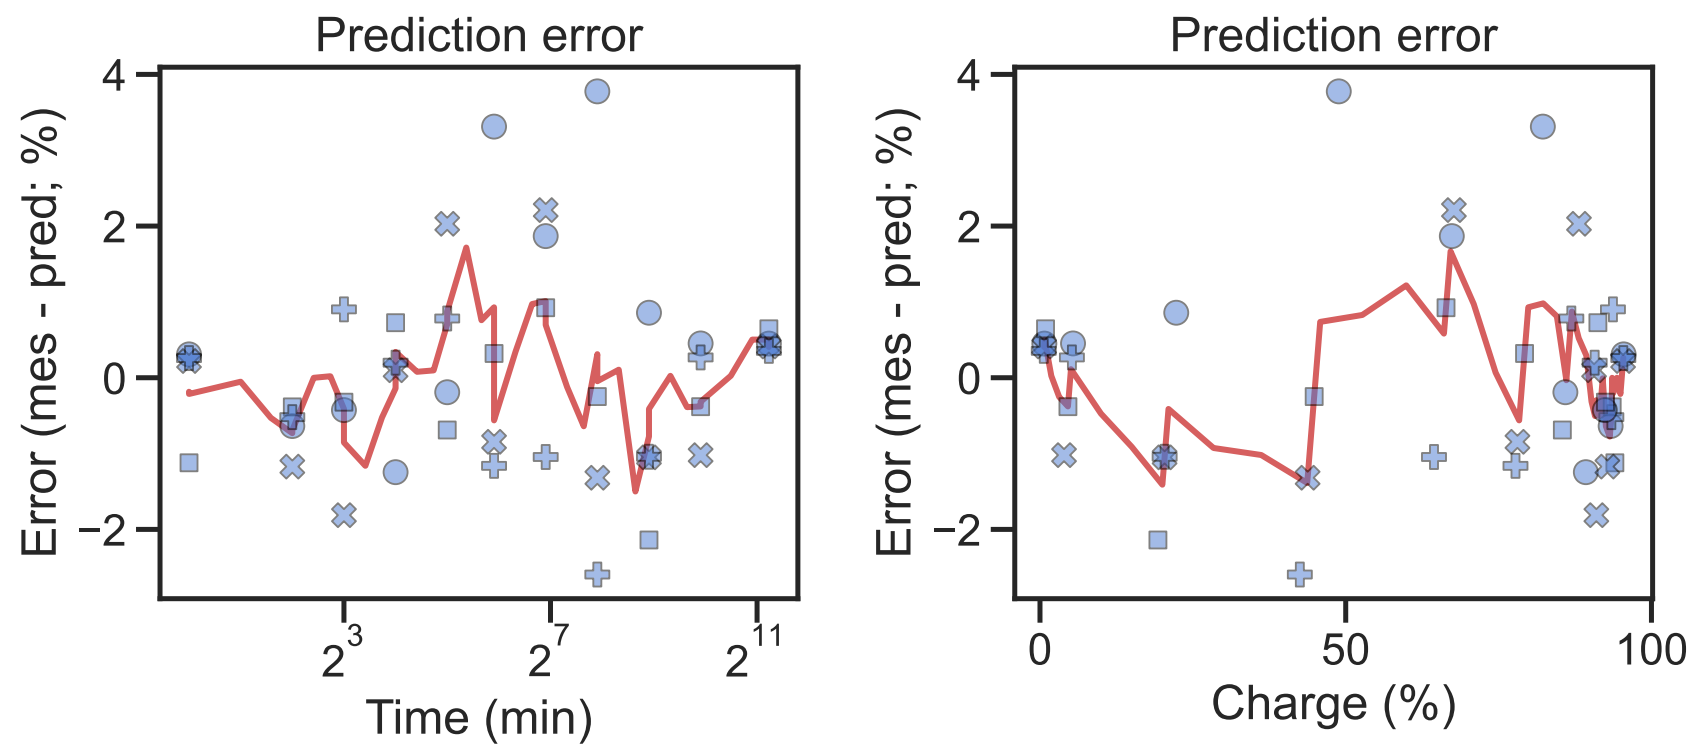 Prediction error
4
2
0
−2
Error (mes - pred; %)
2^3
2^7
2^11
Time (min)
Prediction error
4
2
0
−2
Error (mes - pred; %)
0
50
100
Charge (%)